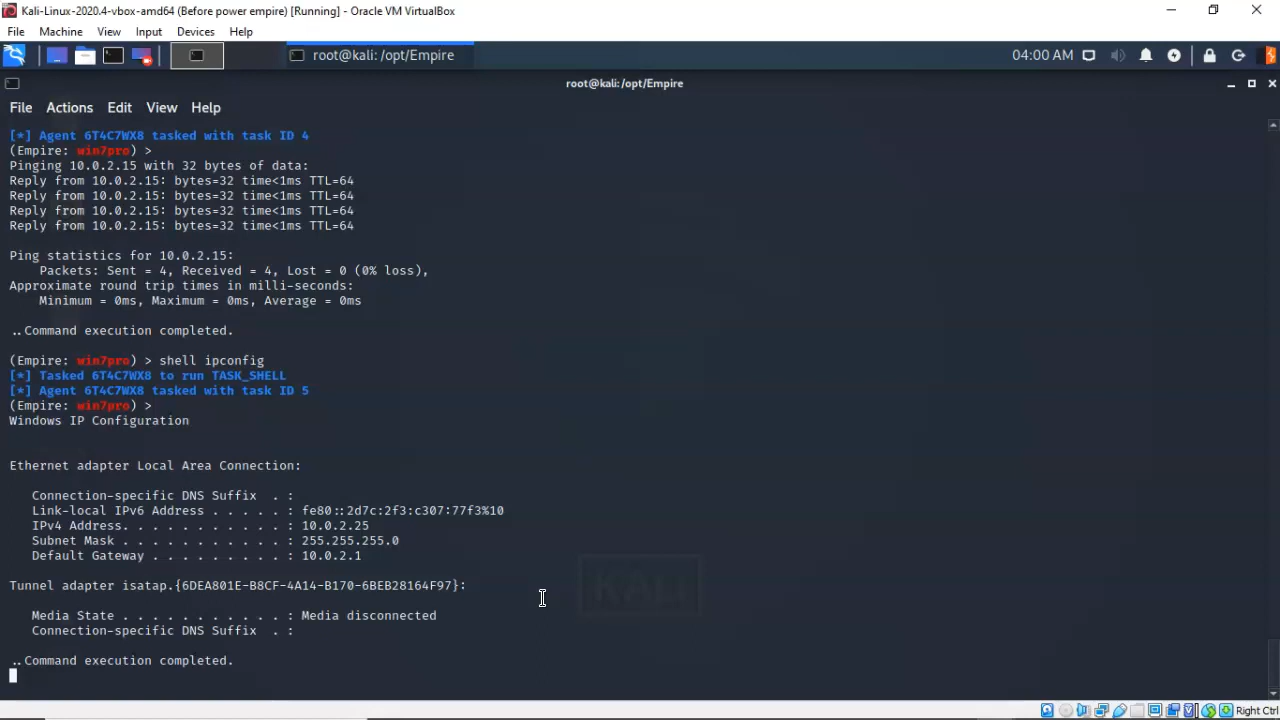 Kali-Linux-2020.4-vbox-amd64 (Before power empire) [Running] - Oracle VM VirtualBox
File Machine View Input Devices Help
root@kali: /opt/Empire 04:00 AM
root@kali:/opt/Empire
File Actions Edit View Help
[*] Agent 6T4C7WX8 tasked with task ID 4
(Empire: win7pro) >
Pinging 10.0.2.15 with 32 bytes of data:
Reply from 10.0.2.15: bytes=32 time<1ms TTL=64
Reply from 10.0.2.15: bytes=32 time<1ms TTL=64
Reply from 10.0.2.15: bytes=32 time<1ms TTL=64
Reply from 10.0.2.15: bytes=32 time<1ms TTL=64
Ping statistics for 10.0.2.15:
Packets: Sent = 4, Received = 4, Lost = 0 (0% loss),
Approximate round trip times in milli-seconds:
Minimum = 0ms, Maximum = 0ms, Average = 0ms
..Command execution completed.
(Empire: win7pro) > shell ipconfig
[*] Tasked 6T4C7WX8 to run TASK_SHELL
[*] Agent 6T4C7WX8 tasked with task ID 5
(Empire: win7pro) >
Windows IP Configuration
Ethernet adapter Local Area Connection:
Connection-specific DNS Suffix . :
Link-local IPv6 Address . . . . . : fe80::2d7c:2f3:c307:77f3%10
IPv4 Address. . . . . . . . . . . : 10.0.2.25
Subnet Mask . . . . . . . . . . . : 255.255.255.0
Default Gateway . . . . . . . . . : 10.0.2.1
Tunnel adapter isatap.{6DEA801E-B8CF-4A14-B170-6BEB28164F97}:
Media State . . . . . . . . . . . : Media disconnected
Connection-specific DNS Suffix . :
..Command execution completed.
KALI
Right Ctrl